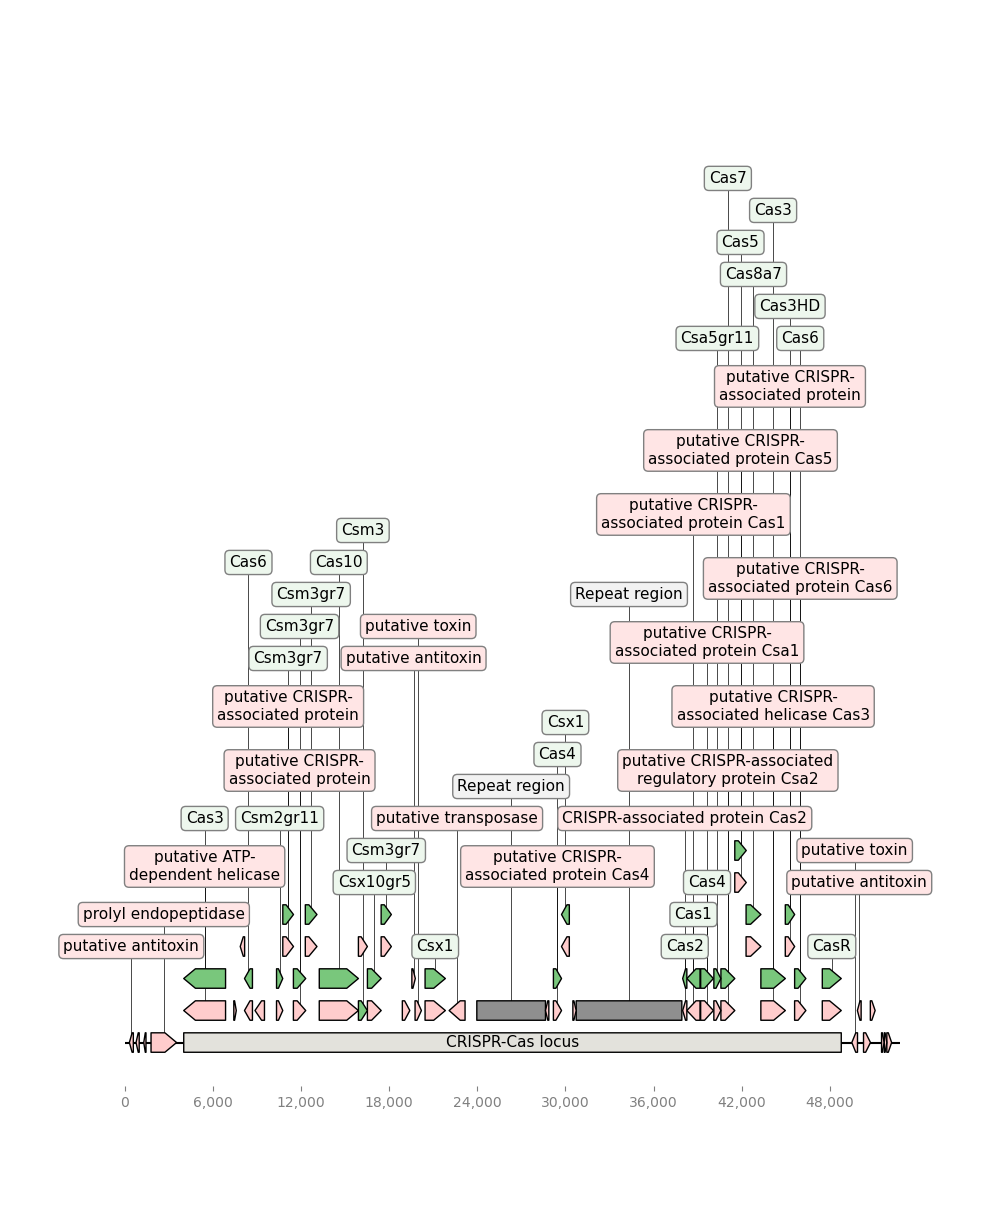 Cas7
Cas3
Cas5
Cas8a7
Cas3HD
Csa5gr11
Cas6
putative CRISPR-
associated protein
putative CRISPR-
associated protein Cas5
putative CRISPR-
associated protein Cas1
Csm3
Cas6
Cas10
putative CRISPR-
associated protein Cas6
Csm3gr7
Repeat region
Csm3gr7
putative toxin
putative CRISPR-
associated protein Csa1
Csm3gr7
putative antitoxin
putative CRISPR-
associated protein
putative CRISPR-
associated helicase Cas3
Csx1
Cas4
putative CRISPR-
associated protein
putative CRISPR-associated
regulatory protein Csa2
Repeat region
Cas3
Csm2gr11
putative transposase
CRISPR-associated protein Cas2
putative ATP-
dependent helicase
Csm3gr7
putative CRISPR-
associated protein Cas4
putative toxin
Csx10gr5
Cas4
putative antitoxin
prolyl endopeptidase
Cas1
putative antitoxin
Csx1
Cas2
CasR
CRISPR-Cas locus
0
6,000
12,000
18,000
24,000
30,000
36,000
42,000
48,000